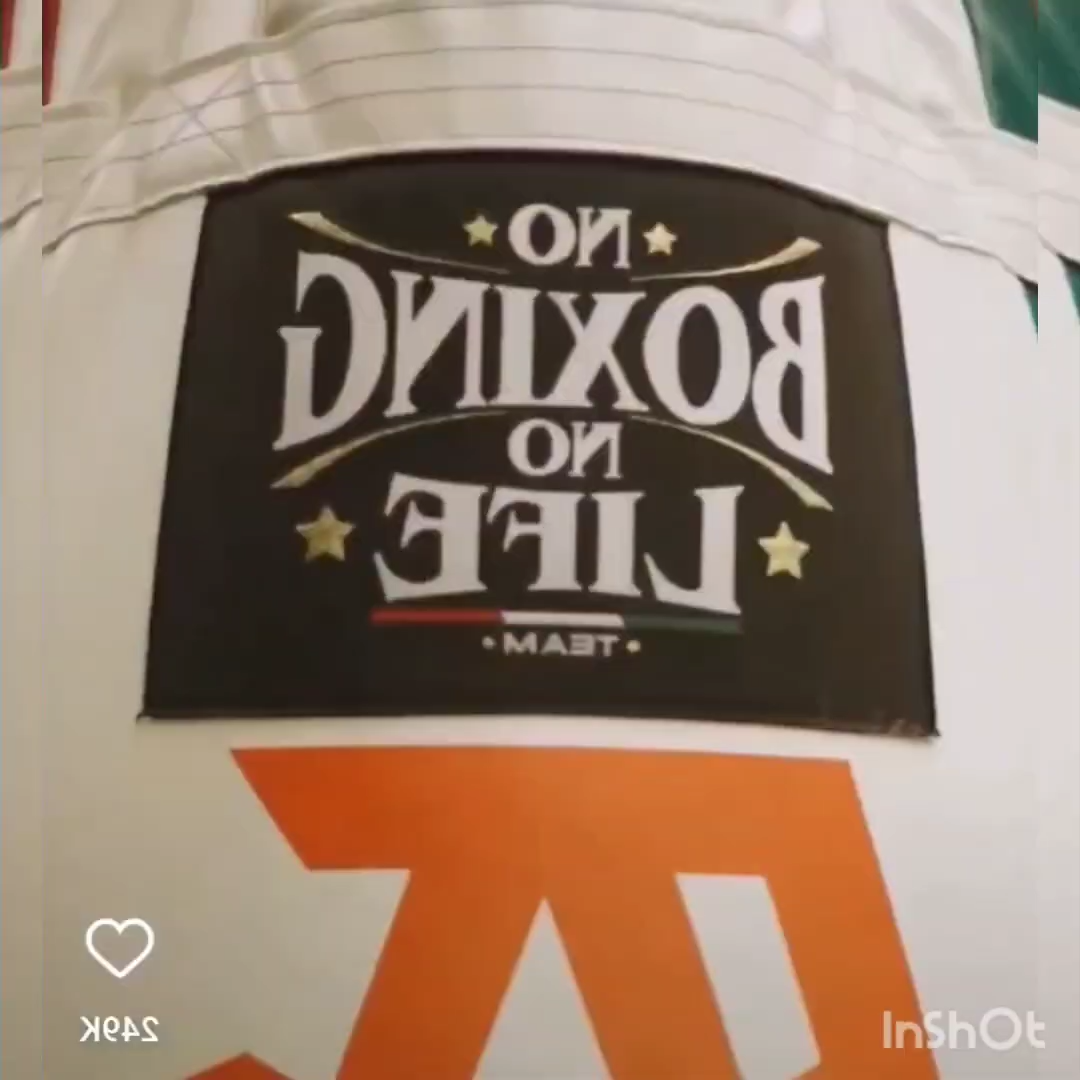 NO
BOXING
NO
LIFE
• TEAM •
249K
InShOt